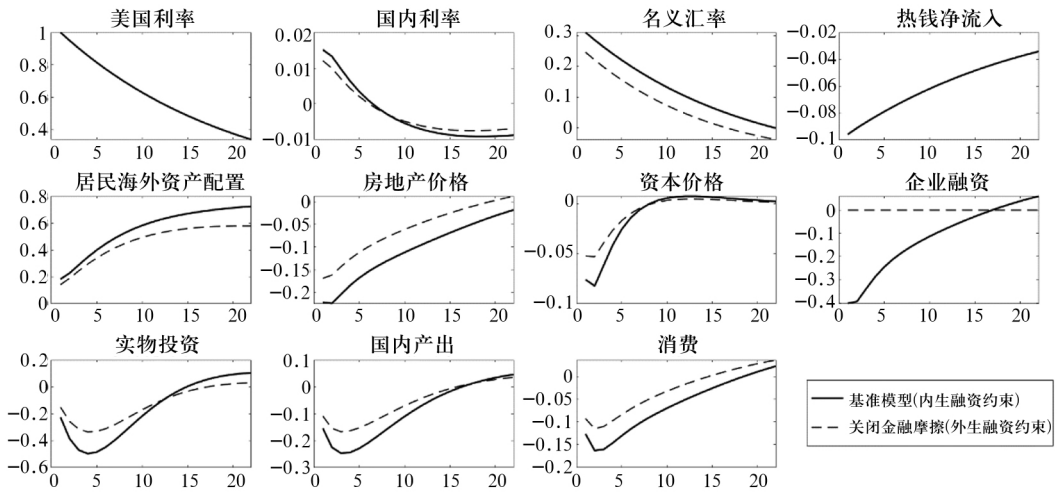 美国利率
国内利率
名义汇率
热钱净流入
1
0.8
0.6
0.4
0 5 10 15 20
0.02
0.01
0
−0.01
0 5 10 15 20
0.3
0.2
0.1
0
0 5 10 15 20
−0.02
−0.04
−0.06
−0.08
−0.1
0 5 10 15 20
居民海外资产配置
房地产价格
资本价格
企业融资
0.8
0.6
0.4
0.2
0
0 5 10 15 20
0
−0.05
−0.1
−0.15
−0.2
0 5 10 15 20
0
−0.05
−0.1
0 5 10 15 20
0
−0.1
−0.2
−0.3
−0.4
0 5 10 15 20
实物投资
国内产出
消费
0.2
0
−0.2
−0.4
−0.6
0 5 10 15 20
0.1
0
−0.1
−0.2
−0.3
0 5 10 15 20
0
−0.05
−0.1
−0.15
−0.2
0 5 10 15 20
基准模型(内生融资约束)
关闭金融摩擦(外生融资约束)